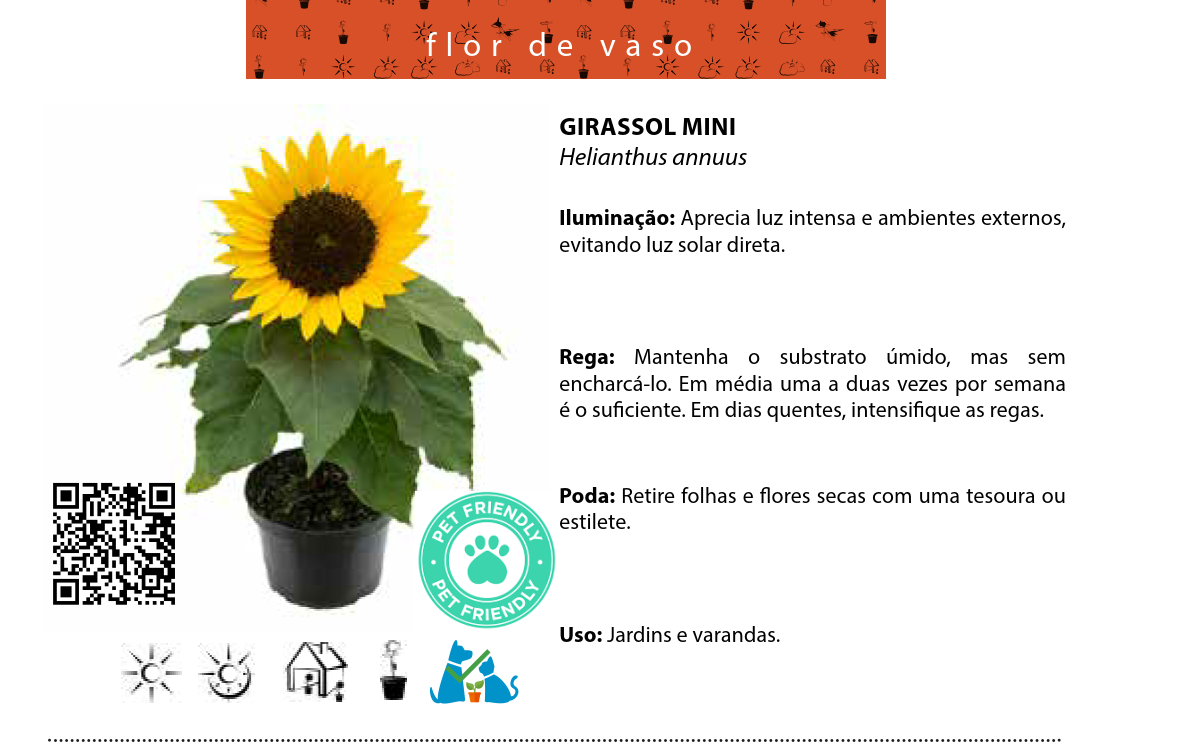 flor de vaso
GIRASSOL MINI
Helianthus annuus
Iluminação: Aprecia luz intensa e ambientes externos,
evitando luz solar direta.
Rega: Mantenha o substrato úmido, mas sem
encharcá-lo. Em média uma a duas vezes por semana
é o suficiente. Em dias quentes, intensifique as regas.
Poda: Retire folhas e flores secas com uma tesoura ou
estilete.
PET FRIENDLY
PET FRIENDLY
Uso: Jardins e varandas.